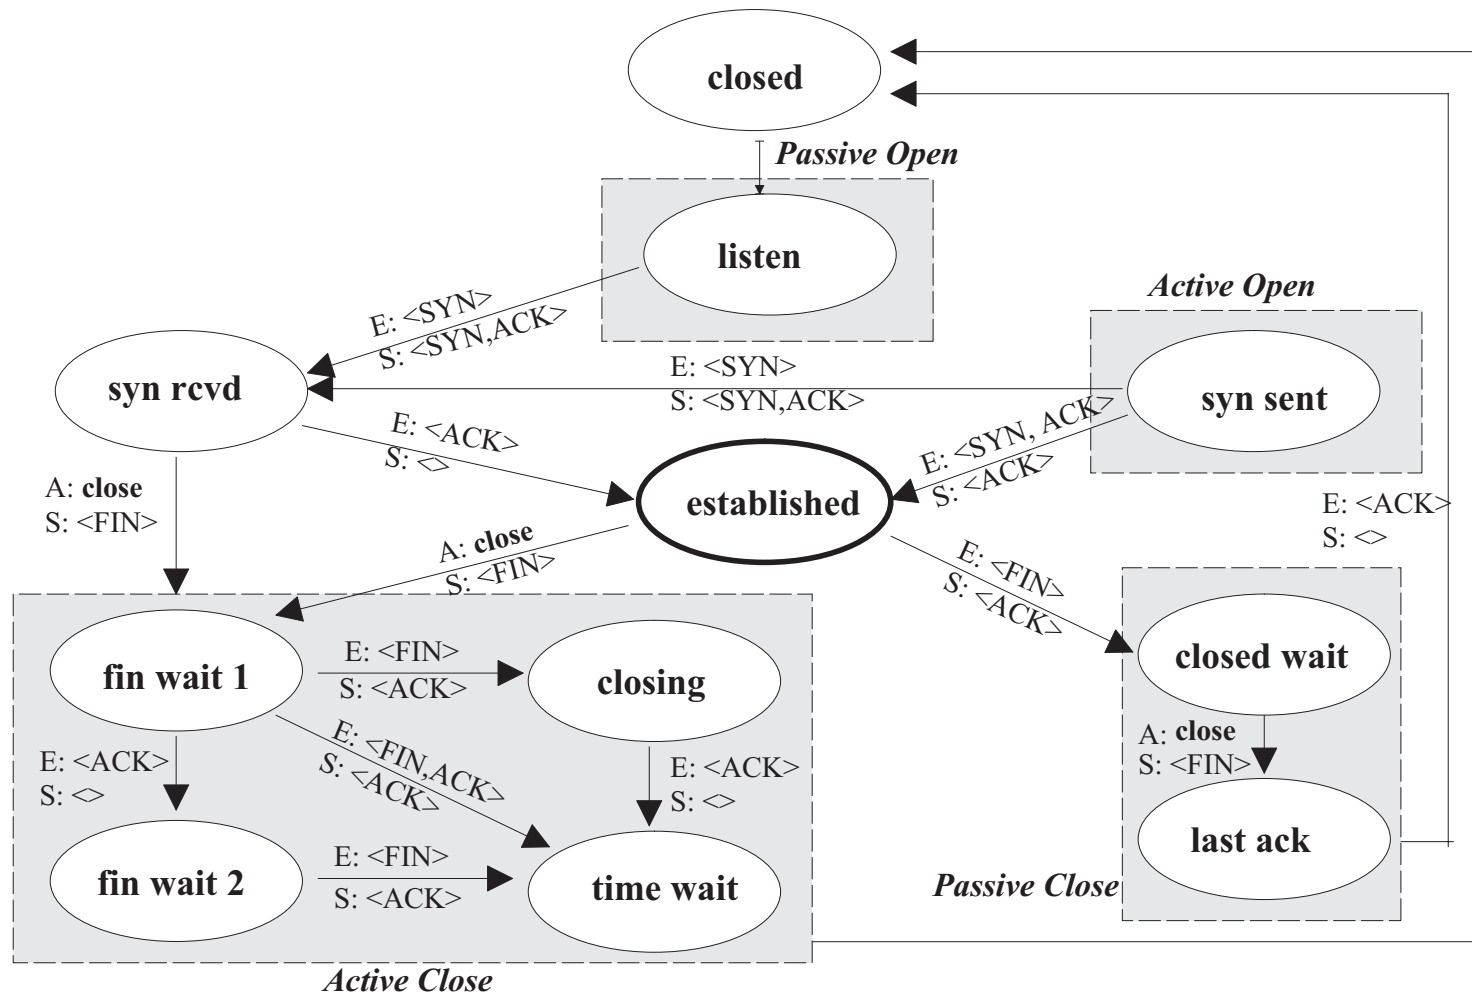 closed
Passive Open
listen
Active Open
E: <SYN>
S: <SYN,ACK>
syn rcvd
E: <SYN>
S: <SYN,ACK>
syn sent
E: <ACK>
S: <>
E: <SYN, ACK>
S: <ACK>
A: close
S: <FIN>
established
E: <ACK>
S: <>
A: close
S: <FIN>
E: <FIN>
S: <ACK>
fin wait 1
E: <FIN>
S: <ACK>
closing
closed wait
E: <ACK>
S: <>
E: <FIN,ACK>
S: <ACK>
E: <ACK>
S: <>
A: close
S: <FIN>
fin wait 2
E: <FIN>
S: <ACK>
time wait
last ack
Passive Close
Active Close